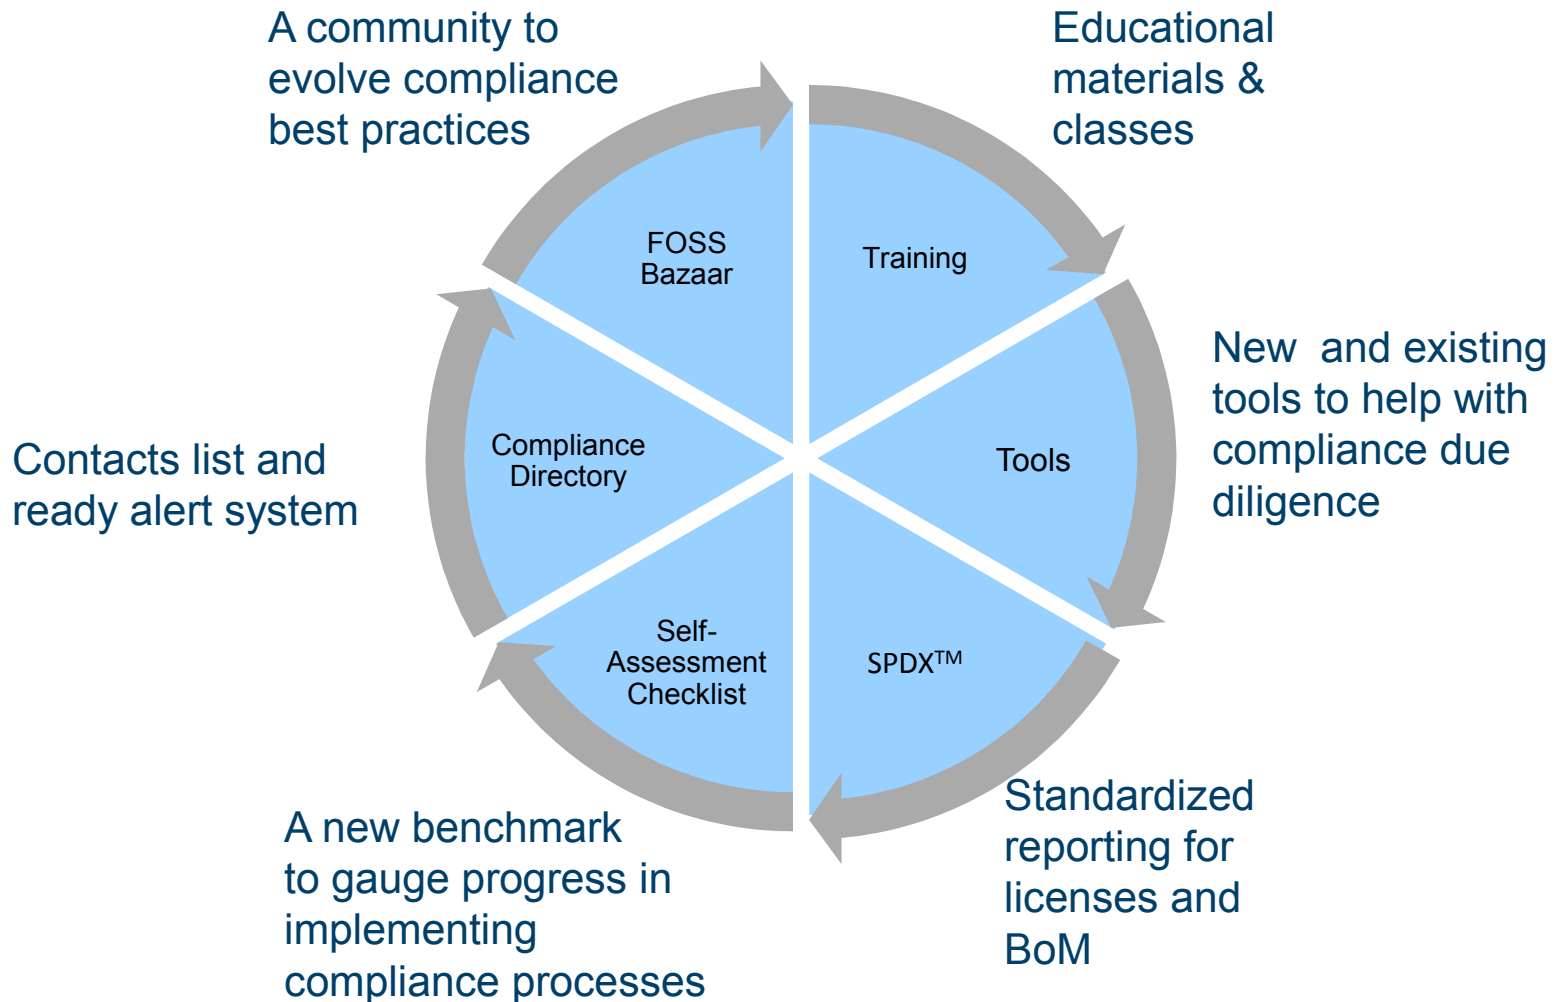 A community to
evolve compliance
best practices
Educational
materials &
classes
FOSS
Bazaar
Training
New and existing
tools to help with
compliance due
diligence
Tools
Compliance
Directory
Contacts list and
ready alert system
Self-
Assessment
Checklist
SPDX™
Standardized
reporting for
licenses and
BoM
A new benchmark
to gauge progress in
implementing
compliance processes